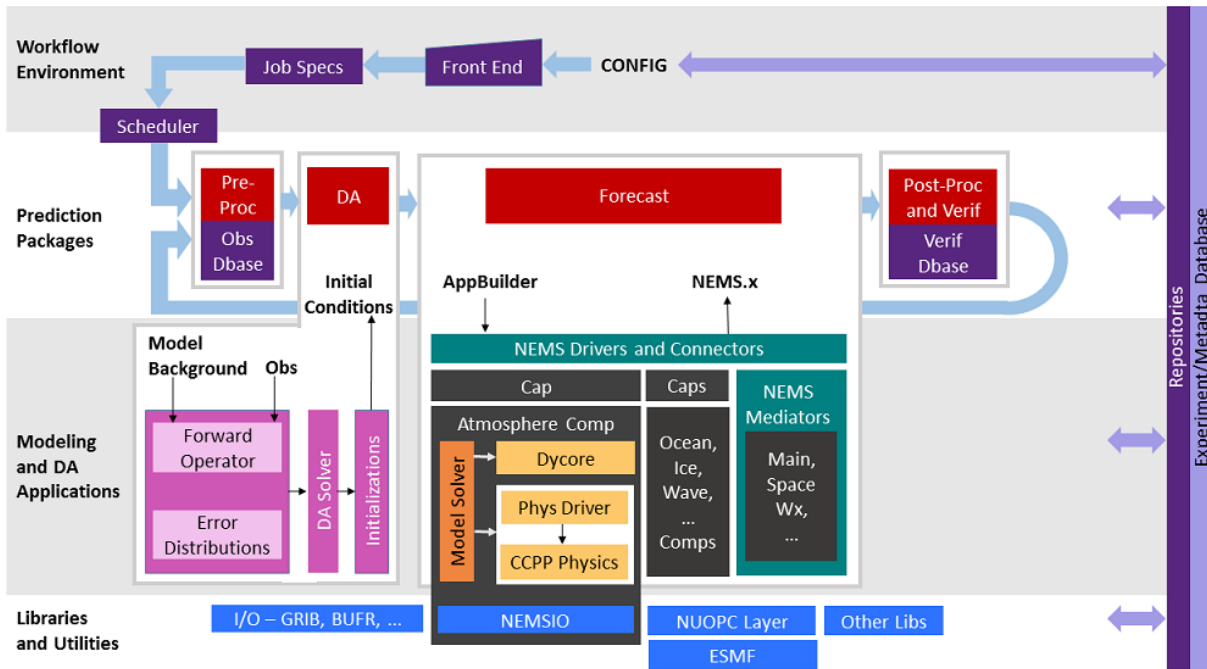 Workflow
Environment
Job Specs
Front End
CONFIG
Scheduler
Prediction
Packages
Pre-
Proc
Obs
Dbase
DA
Forecast
Post-Proc
and Verif
Verif
Dbase
Initial
Conditions
AppBuilder
NEMS.x
Modeling
and DA
Applications
Model
Background
Obs
Forward
Operator
Error
Distributions
DA Solver
Initializations
NEMS Drivers and Connectors
Cap
Caps
NEMS
Mediators
Atmosphere Comp
Model Solver
Dycore
Phys Driver
CCPP Physics
Ocean,
Ice,
Wave,
...
Comps
Main,
Space
Wx,
...
Libraries
and Utilities
I/O – GRIB, BUFR, ...
NEMSIO
NUOPC Layer
Other Libs
ESMF
Repositories
Experiment/Metadta Database